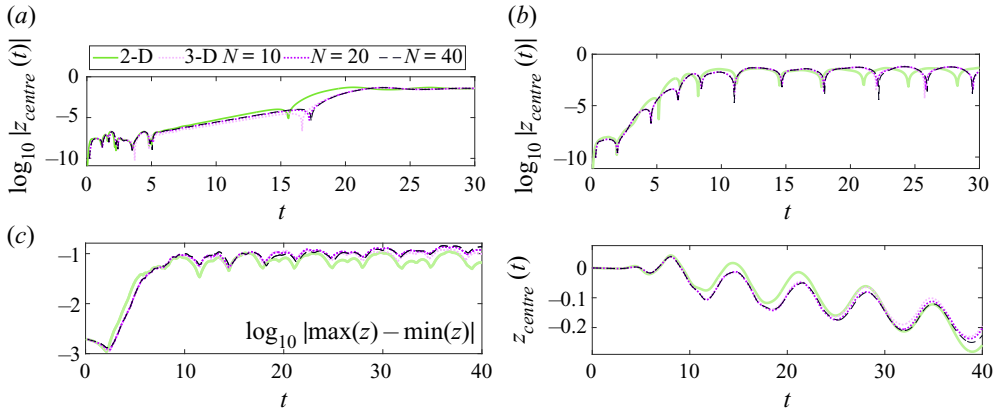 (a)
2-D 3-D N = 10 N = 20 N = 40
log10 |zcentre (t)|
0
−5
−10
0 5 10 15 20 25 30
t
(b)
log10 |zcentre (t)|
0
−5
−10
0 5 10 15 20 25 30
t
(c)
−1
−2
−3
log10 |max(z) – min(z)|
0 10 20 30 40
t
zcentre (t)
0
−0.1
−0.2
0 10 20 30 40
t